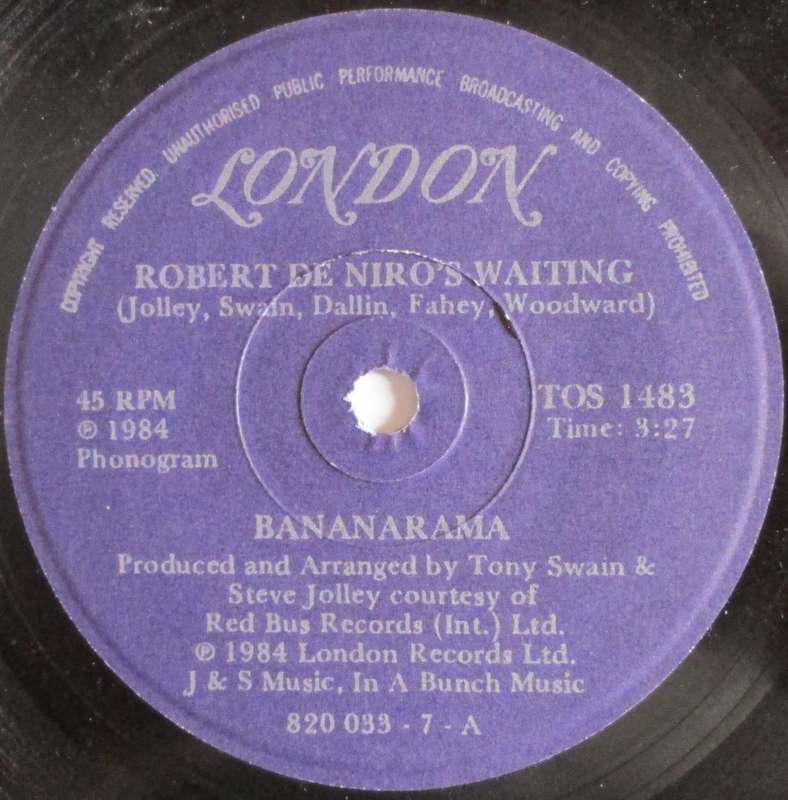 COPYRIGHT RESERVED. UNAUTHORISED PUBLIC PERFORMANCE BROADCASTING AND COPYING PROHIBITED
LONDON
ROBERT DE NIRO'S WAITING
(Jolley, Swain, Dallin, Fahey, Woodward)
45 RPM
℗ 1984
Phonogram
TOS 1483
Time: 3:27
BANANARAMA
Produced and Arranged by Tony Swain &
Steve Jolley courtesy of
Red Bus Records (Int.) Ltd.
℗ 1984 London Records Ltd.
J & S Music, In A Bunch Music
820 033 - 7 - A